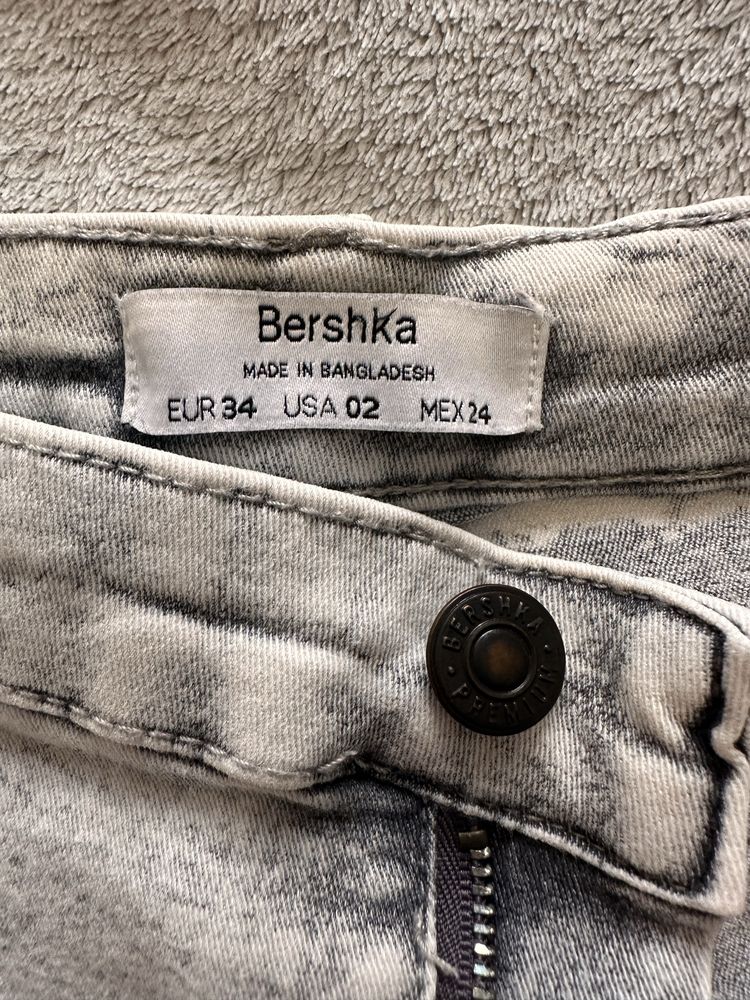 Bershka
MADE IN BANGLADESH
EUR 34 USA 02 MEX 24
BERSHKA
PREMIUM